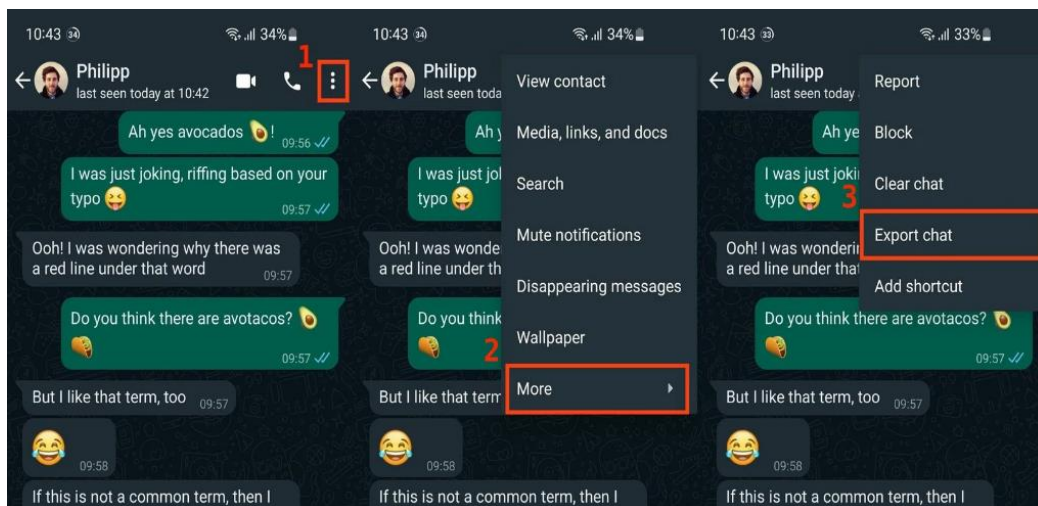 10:43 34 34%
1
Philipp
last seen today at 10:42
Ah yes avocados 🥑!
09:56
I was just joking, riffing based on your
typo 😝
09:57
Ooh! I was wondering why there was
a red line under that word
09:57
Do you think there are avotacos? 🥑
🌮
09:57
But I like that term, too 09:57
😂
09:58
If this is not a common term, then I
10:43 34 34%
Philipp
last seen toda
View contact
Media, links, and docs
Search
Mute notifications
Disappearing messages
Wallpaper
2
More
Ah y
I was just jol
typo 😝
Ooh! I was wonde
a red line under th
Do you think
🌮
But I like that term
😂
09:58
If this is not a common term, then I
10:43 33 33%
Philipp
last seen today
Report
Block
Clear chat
3
Export chat
Add shortcut
Ah ye
I was just joki
typo 😝
Ooh! I was wonderi
a red line under that
Do you think there are avotacos? 🥑
🌮
09:57
But I like that term, too 09:57
😂
09:58
If this is not a common term, then I